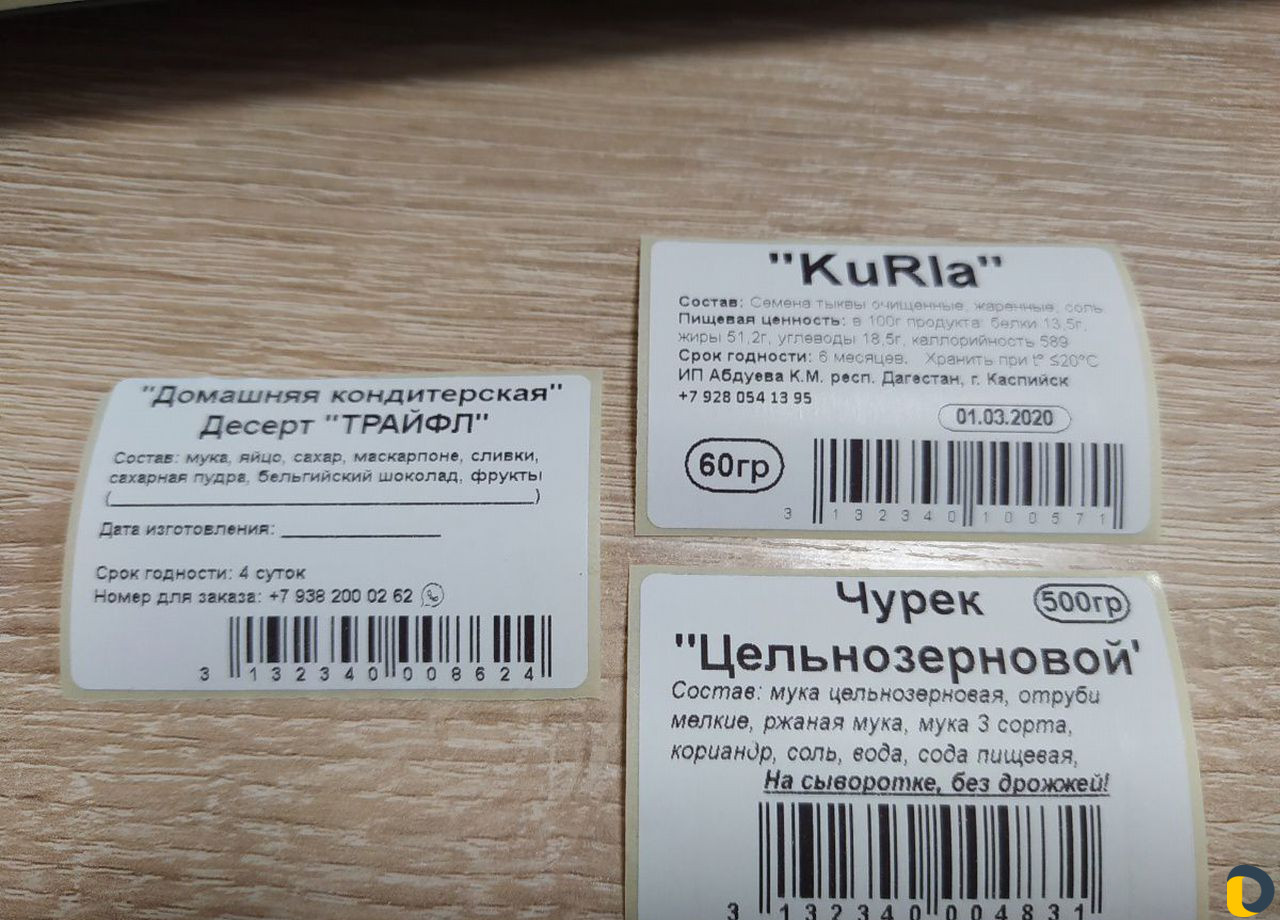 "Домашняя кондитерская"
Десерт "ТРАЙФЛ"
Состав: мука, яйцо, сахар, маскарпоне, сливки,
сахарная пудра, бельгийский шоколад, фрукты
(______________________________)
Дата изготовления: ______________
Срок годности: 4 суток
Номер для заказа: +7 938 200 02 62
3 132340 008624
"KuRla"
Состав: Семена тыквы очищенные, жаренные, соль.
Пищевая ценность: в 100г продукта: белки 13,5г,
жиры 51,2г, углеводы 18,5г, каллорийность 589
Срок годности: 6 месяцев. Хранить при t° ≤20°C
ИП Абдуева К.М. респ. Дагестан, г. Каспийск
+7 928 054 13 95
01.03.2020
60гр
3 132340 100571
Чурек 500гр
"Цельнозерновой"
Состав: мука цельнозерновая, отруби
мелкие, ржаная мука, мука 3 сорта,
кориандр, соль, вода, сода пищевая,
На сыворотке, без дрожжей!
3 132340 004831